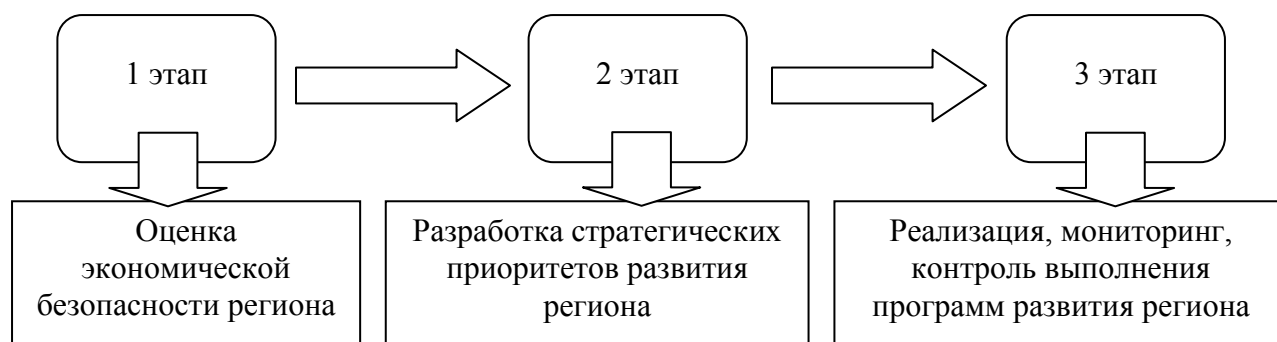 1 этап
2 этап
3 этап
Оценка
экономической
безопасности региона
Разработка стратегических
приоритетов развития
региона
Реализация, мониторинг,
контроль выполнения
программ развития региона